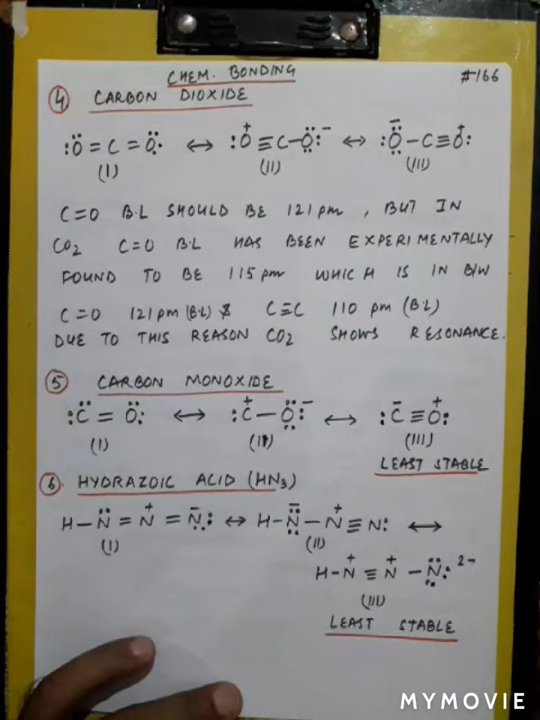 CHEM. BONDING
#166
④ CARBON DIOXIDE
:Ö = C = Ö: ↔ :O⁺ ≡ C – Ö:⁻ ↔ :Ö⁻ – C ≡ O⁺:
(I) (II) (III)
C=O B.L SHOULD BE 121 pm , BUT IN
CO₂ C=O B.L HAS BEEN EXPERIMENTALLY
FOUND TO BE 115 pm WHICH IS IN B/W
C=O 121 pm (B.L) & C≡C 110 pm (B.L)
DUE TO THIS REASON CO₂ SHOWS RESONANCE.
⑤ CARBON MONOXIDE
:C̈ = Ö: ↔ :C⁺ – Ö:⁻ ↔ :C⁻ ≡ O⁺:
(I) (II) (III)
LEAST STABLE
⑥. HYDRAZOIC ACID (HN₃)
H – N̈ = N⁺ = N̈⁻: ↔ H – N̈⁻ – N⁺ ≡ N: ↔
(I) (II)
H – N⁺ ≡ N⁺ – N̈:²⁻
(III)
LEAST STABLE
MYMOVIE